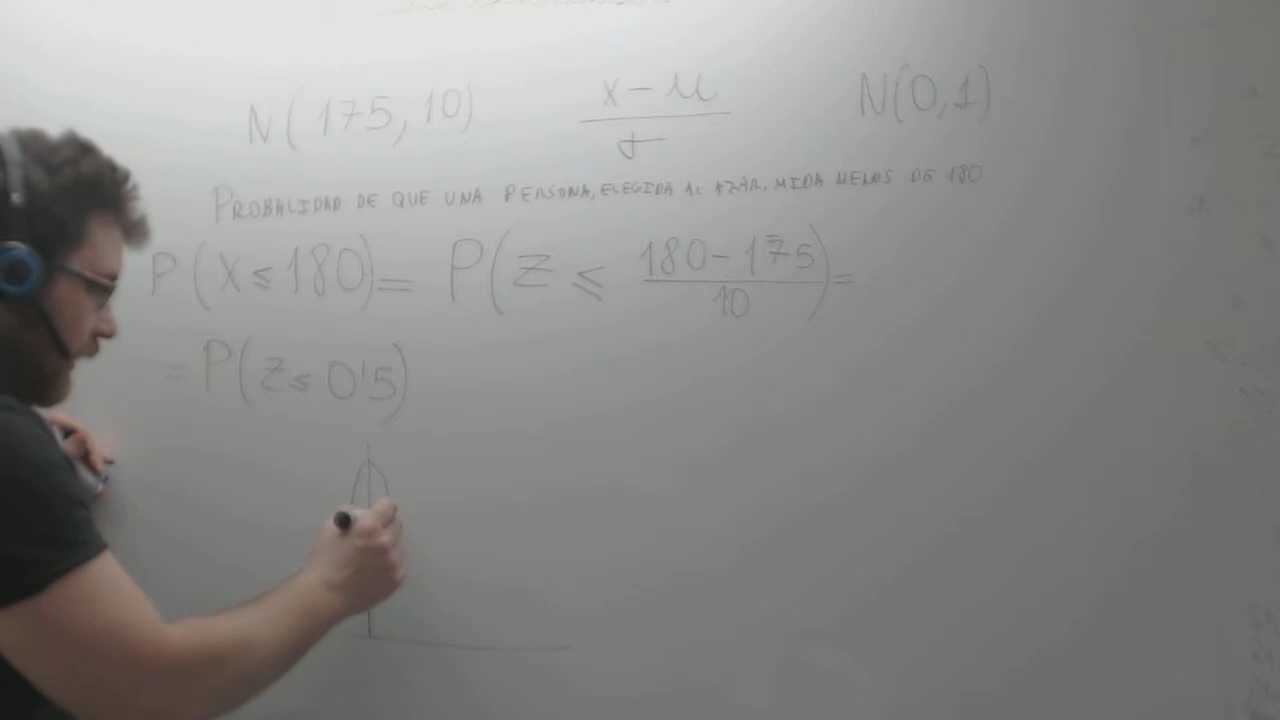 N(175,10) x-μ/σ N(0,1)
PROBALIDAD DE QUE UNA PERSONA, ELEGIDA AL AZAR, MIDA MENOS DE 180
P(X≤180)= P(Z ≤ 180-175/10)=
= P(Z≤ 0'5)